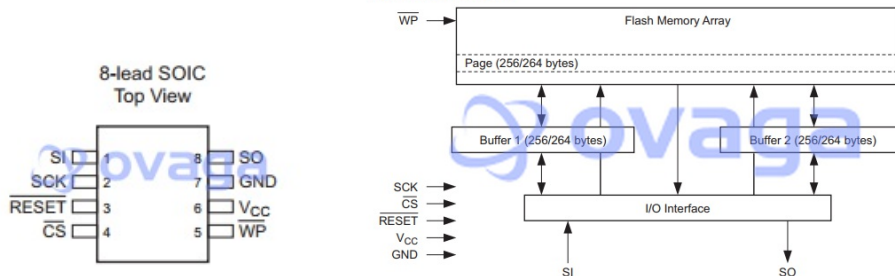 8-lead SOIC
Top View
SI 1 8 SO
SCK 2 7 GND
RESET 3 6 VCC
CS 4 5 WP
ovaga
WP
Flash Memory Array
Page (256/264 bytes)
Buffer 1 (256/264 bytes)
Buffer 2 (256/264 bytes)
ovaga
SCK
CS
RESET
VCC
GND
I/O Interface
SI
SO